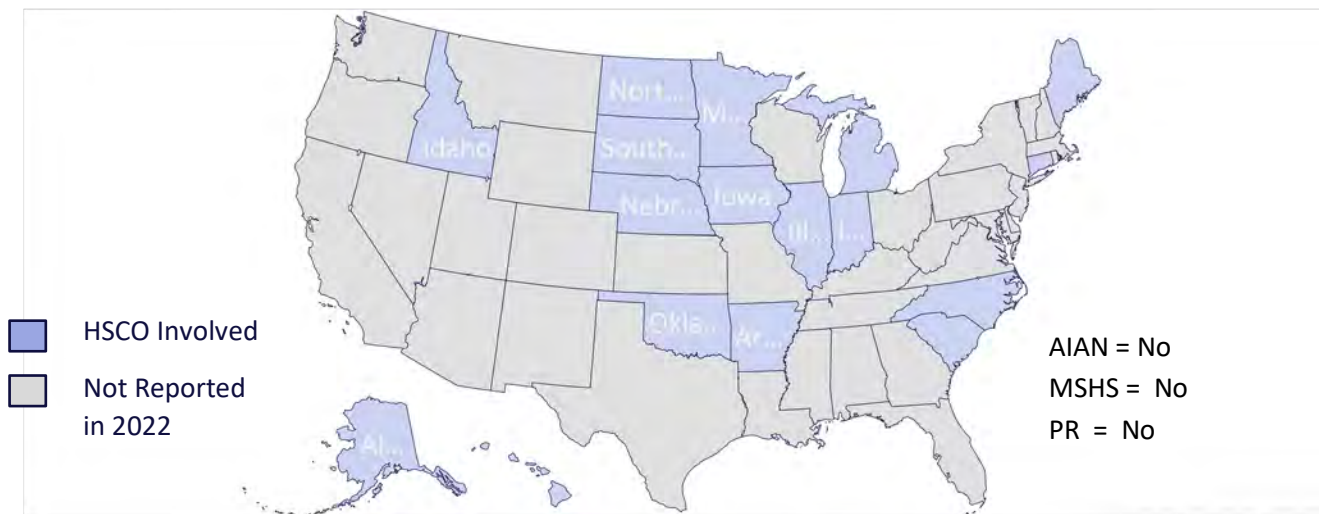 Nort...
M...
Idaho
South...
Nebr...
Iowa
Ill...
I...
Okla...
Ar...
Al...
HSCO Involved
Not Reported
in 2022
AIAN = No
MSHS = No
PR = No